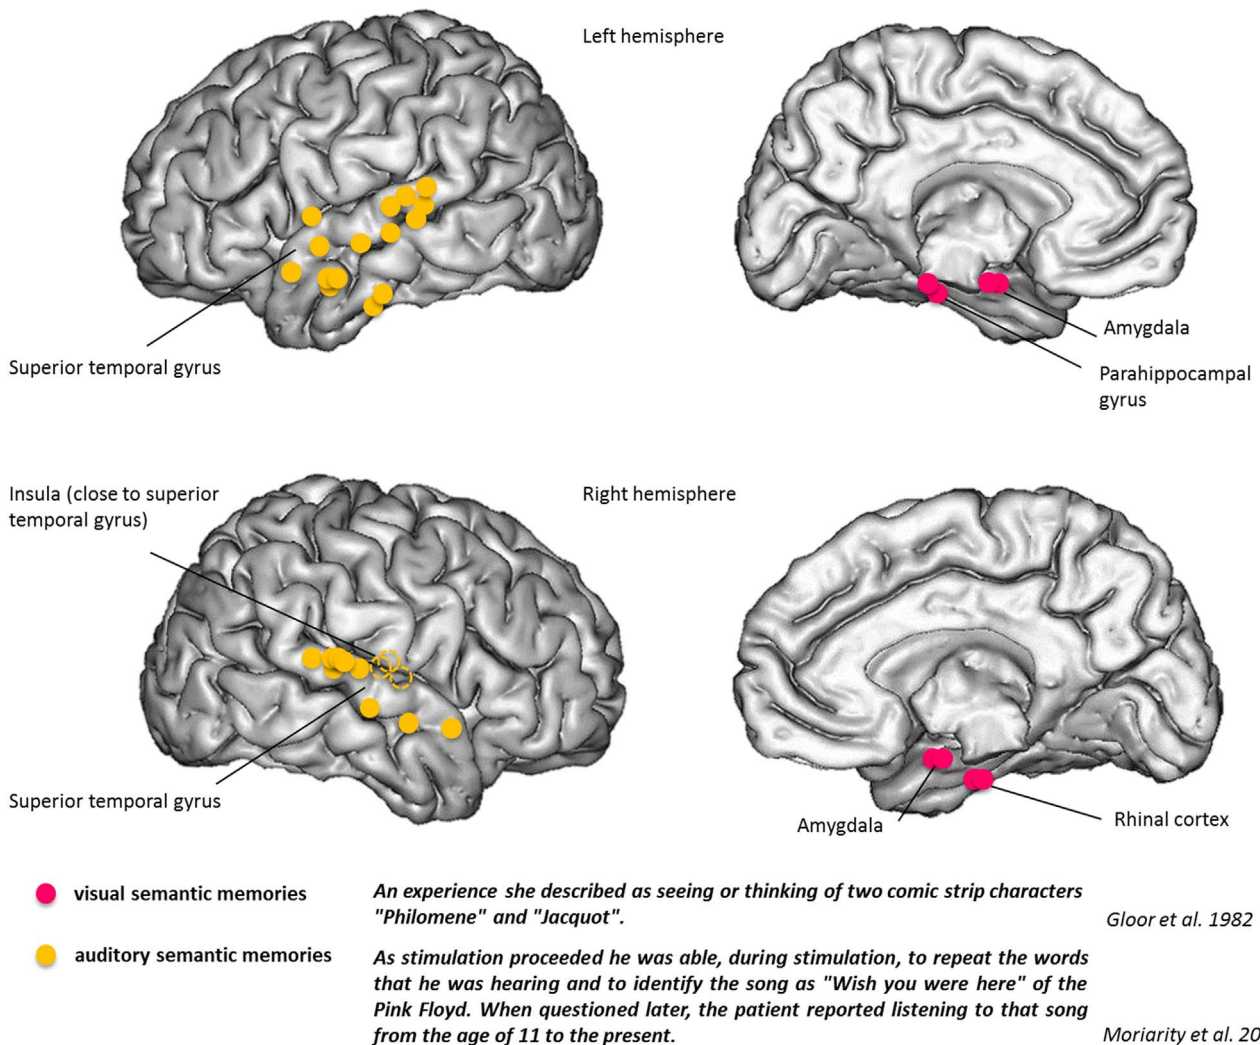 Left hemisphere
Superior temporal gyrus
Amygdala
Parahippocampal
gyrus
Insula (close to superior
temporal gyrus)
Right hemisphere
Superior temporal gyrus
Amygdala
Rhinal cortex
visual semantic memories
An experience she described as seeing or thinking of two comic strip characters
"Philomene" and "Jacquot".
Gloor et al. 1982
auditory semantic memories
As stimulation proceeded he was able, during stimulation, to repeat the words
that he was hearing and to identify the song as "Wish you were here" of the
Pink Floyd. When questioned later, the patient reported listening to that song
from the age of 11 to the present.
Moriarity et al. 20